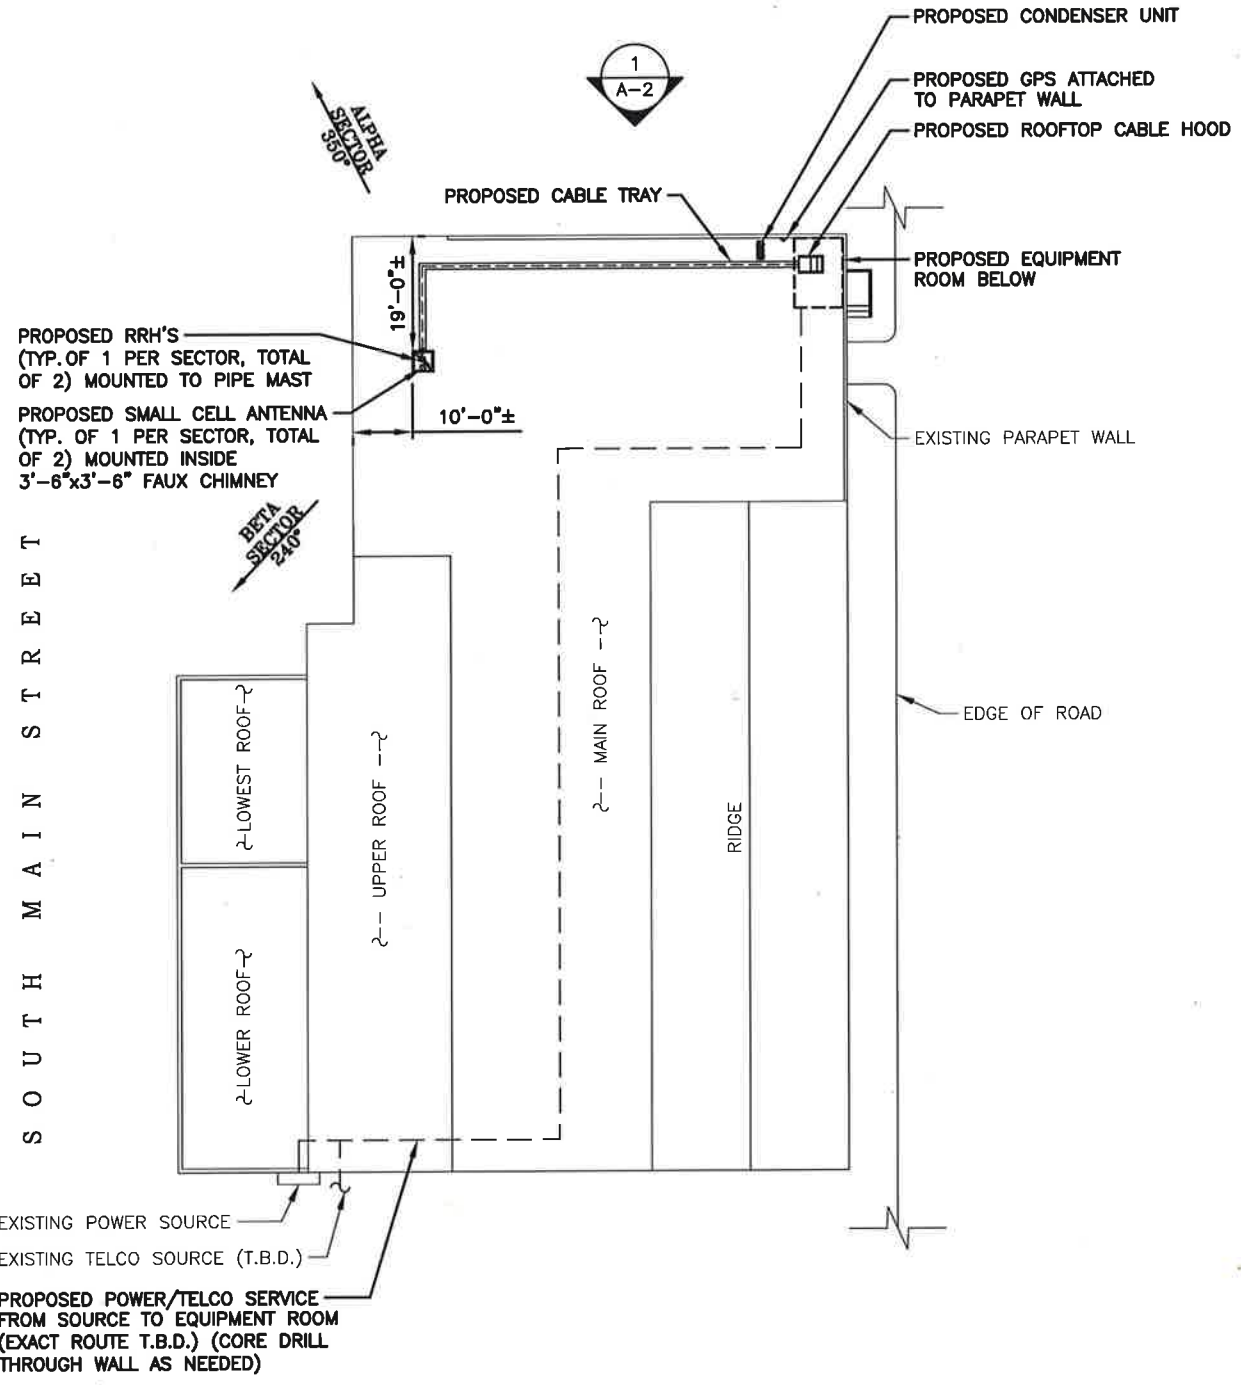 PROPOSED CONDENSER UNIT
1
A-2
PROPOSED GPS ATTACHED
TO PARAPET WALL
PROPOSED ROOFTOP CABLE HOOD
ALPHA
SECTOR
350°
PROPOSED CABLE TRAY
PROPOSED EQUIPMENT
ROOM BELOW
19'-0"±
PROPOSED RRH'S
(TYP. OF 1 PER SECTOR, TOTAL
OF 2) MOUNTED TO PIPE MAST
PROPOSED SMALL CELL ANTENNA
(TYP. OF 1 PER SECTOR, TOTAL
OF 2) MOUNTED INSIDE
3'-6"x3'-6" FAUX CHIMNEY
10'-0"±
EXISTING PARAPET WALL
BETA
SECTOR
240°
SOUTH MAIN STREET
LOWEST ROOF
UPPER ROOF
MAIN ROOF
RIDGE
EDGE OF ROAD
LOWER ROOF
EXISTING POWER SOURCE
EXISTING TELCO SOURCE (T.B.D.)
PROPOSED POWER/TELCO SERVICE
FROM SOURCE TO EQUIPMENT ROOM
(EXACT ROUTE T.B.D.) (CORE DRILL
THROUGH WALL AS NEEDED)